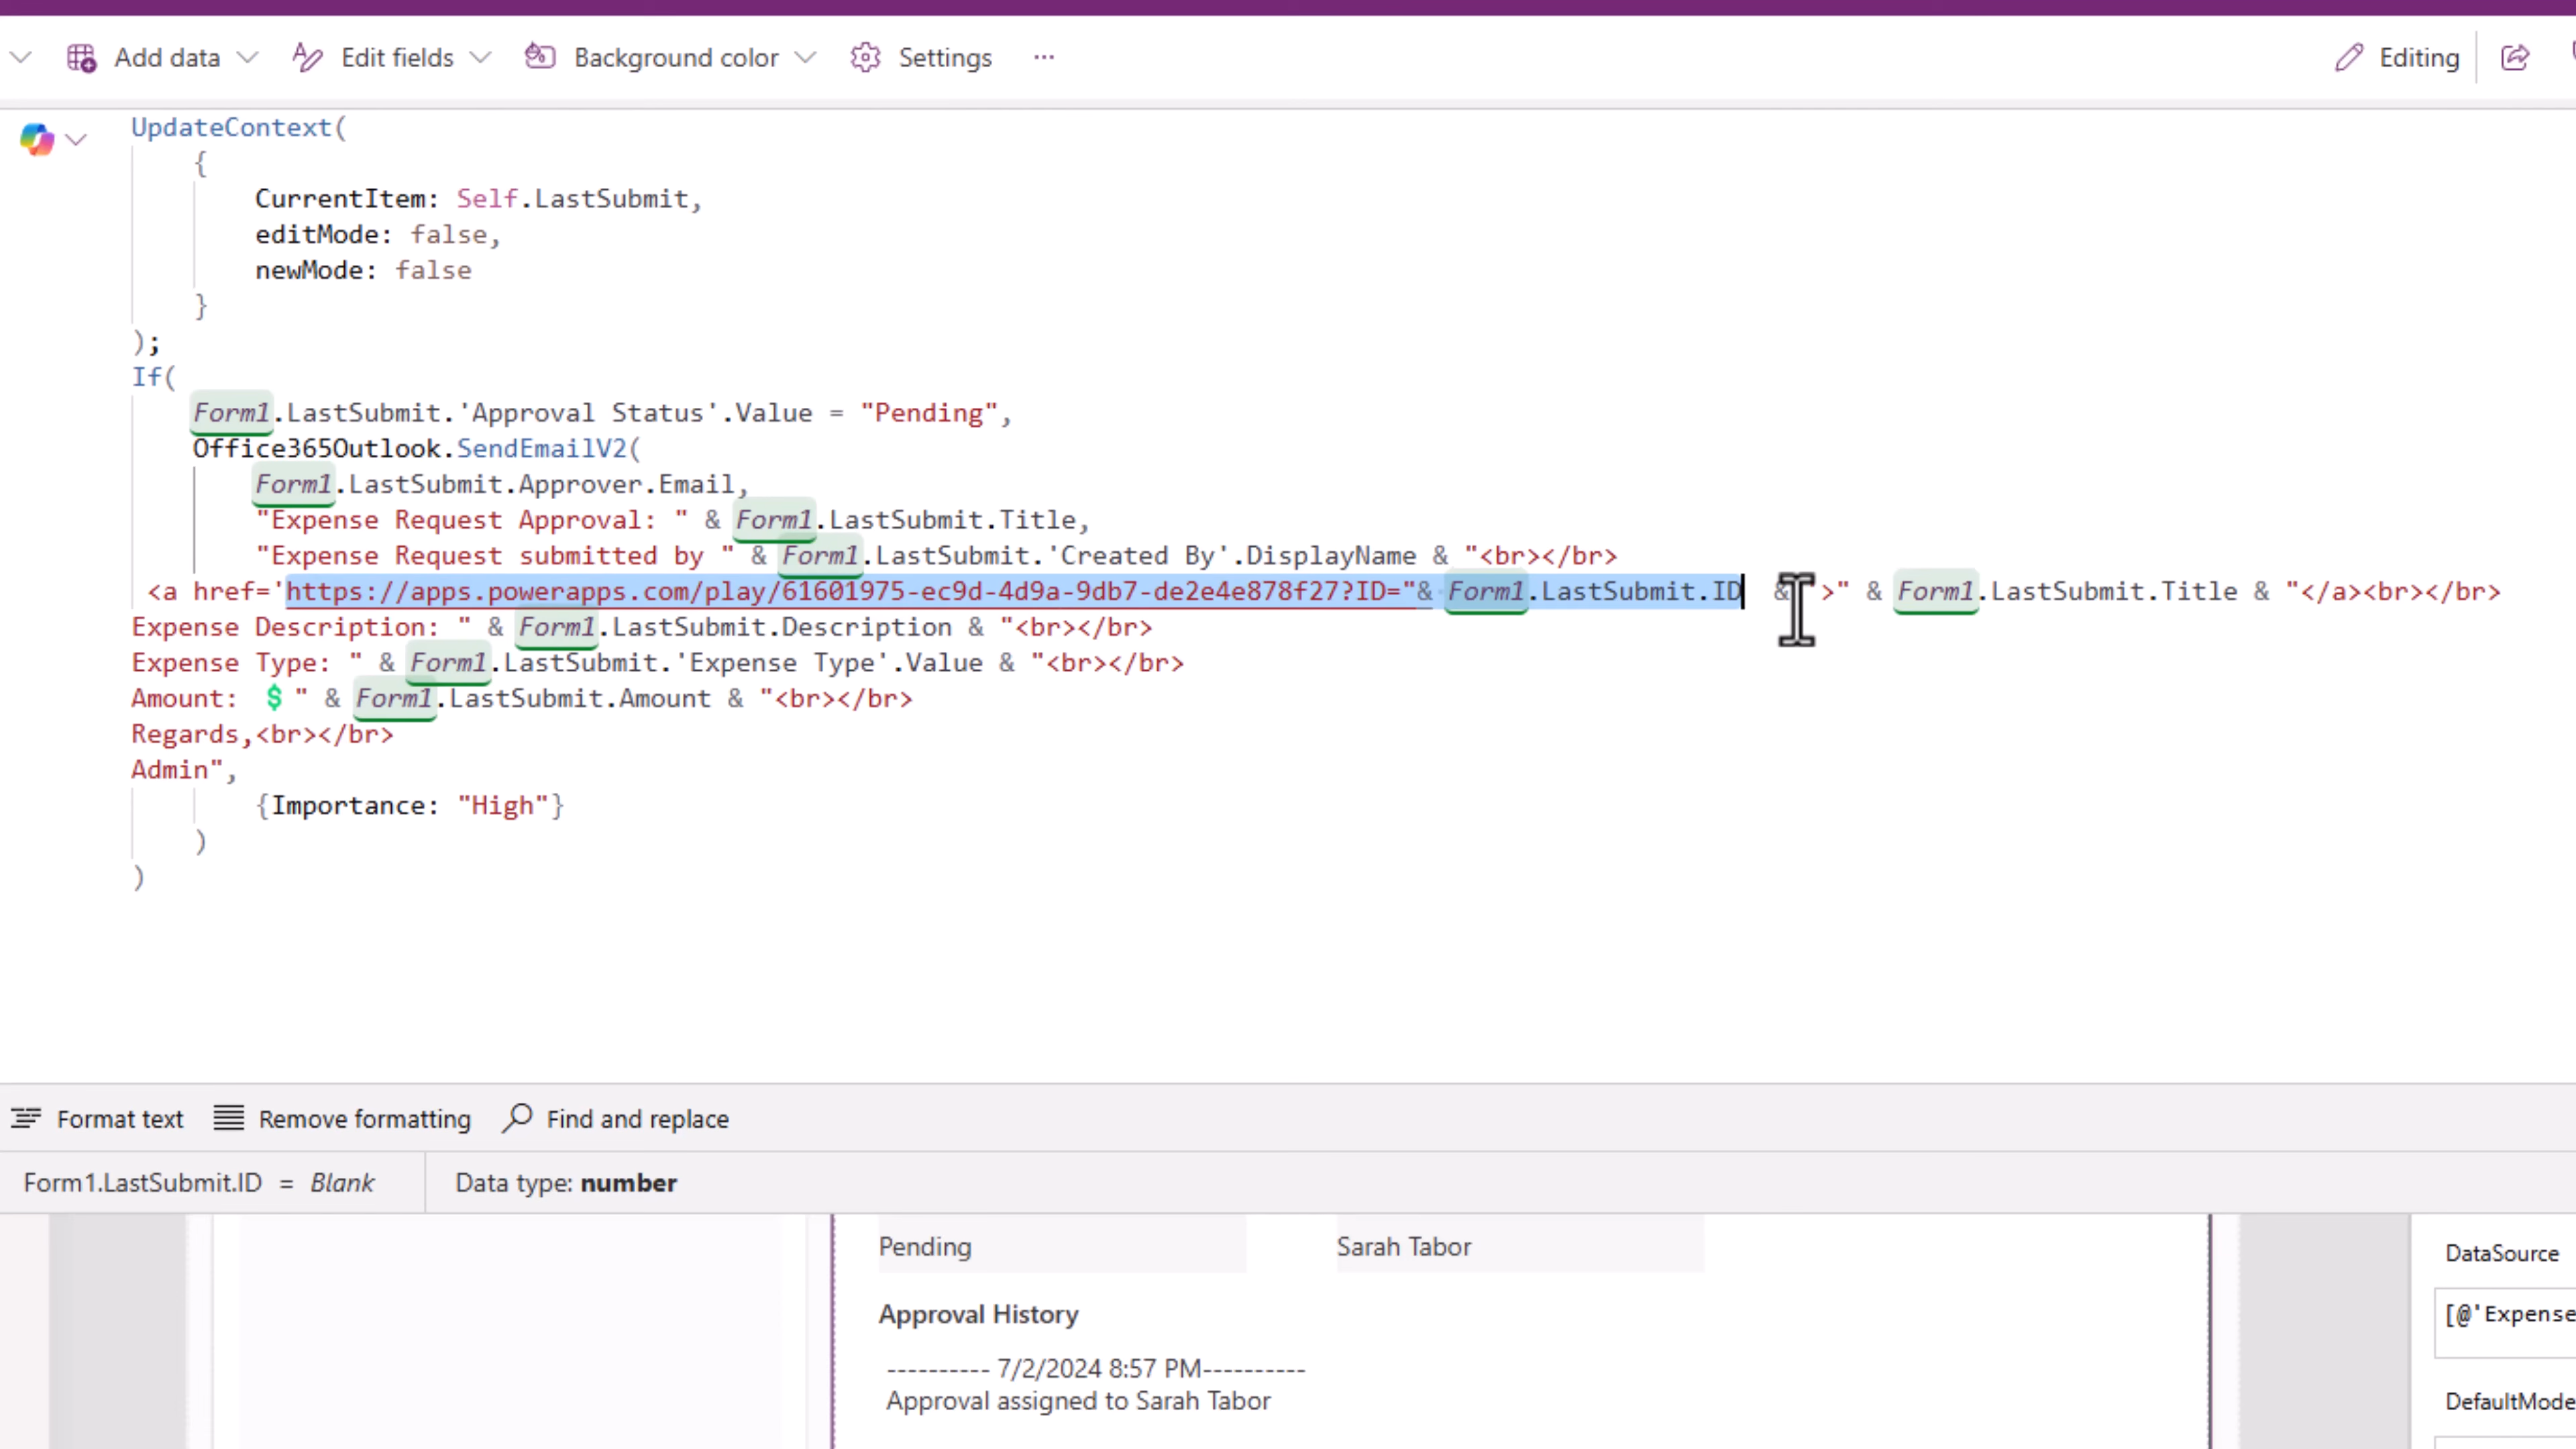 Add data Edit fields Background color Settings ... Editing
UpdateContext(
{
CurrentItem: Self.LastSubmit,
editMode: false,
newMode: false
}
);
If(
Form1.LastSubmit.'Approval Status'.Value = "Pending",
Office365Outlook.SendEmailV2(
Form1.LastSubmit.Approver.Email,
"Expense Request Approval: " & Form1.LastSubmit.Title,
"Expense Request submitted by " & Form1.LastSubmit.'Created By'.DisplayName & "<br></br>
<a href='https://apps.powerapps.com/play/61601975-ec9d-4d9a-9db7-de2e4e878f27?ID="& Form1.LastSubmit.ID & >" & Form1.LastSubmit.Title & "</a><br></br>
Expense Description: " & Form1.LastSubmit.Description & "<br></br>
Expense Type: " & Form1.LastSubmit.'Expense Type'.Value & "<br></br>
Amount: $ " & Form1.LastSubmit.Amount & "<br></br>
Regards,<br></br>
Admin",
{Importance: "High"}
)
)
Format text Remove formatting Find and replace
Form1.LastSubmit.ID = Blank Data type: number
Pending Sarah Tabor
DataSource
Approval History
[@'Expense
---------- 7/2/2024 8:57 PM----------
Approval assigned to Sarah Tabor
DefaultMode